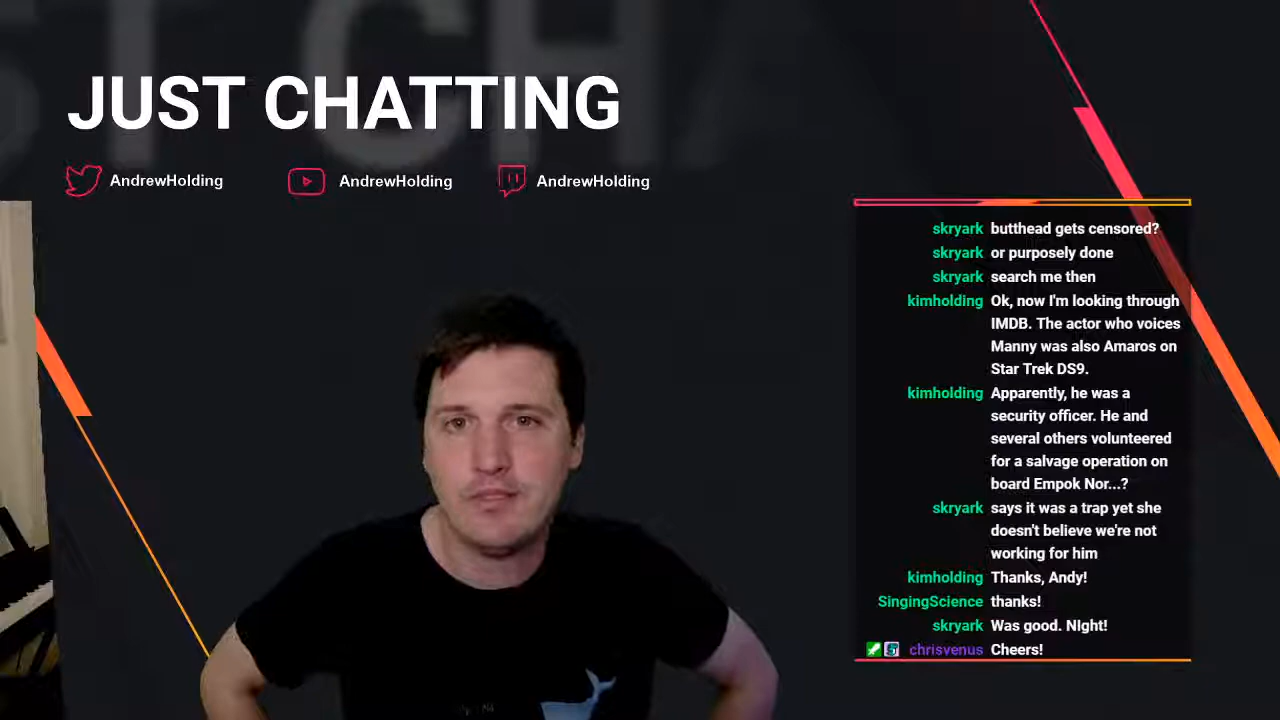 JUST CHATTING
AndrewHolding AndrewHolding AndrewHolding
skryark butthead gets censored?
skryark or purposely done
skryark search me then
kimholding Ok, now I'm looking through
IMDB. The actor who voices
Manny was also Amaros on
Star Trek DS9.
kimholding Apparently, he was a
security officer. He and
several others volunteered
for a salvage operation on
board Empok Nor...?
skryark says it was a trap yet she
doesn't believe we're not
working for him
kimholding Thanks, Andy!
SingingScience thanks!
skryark Was good. NIght!
chrisvenus Cheers!